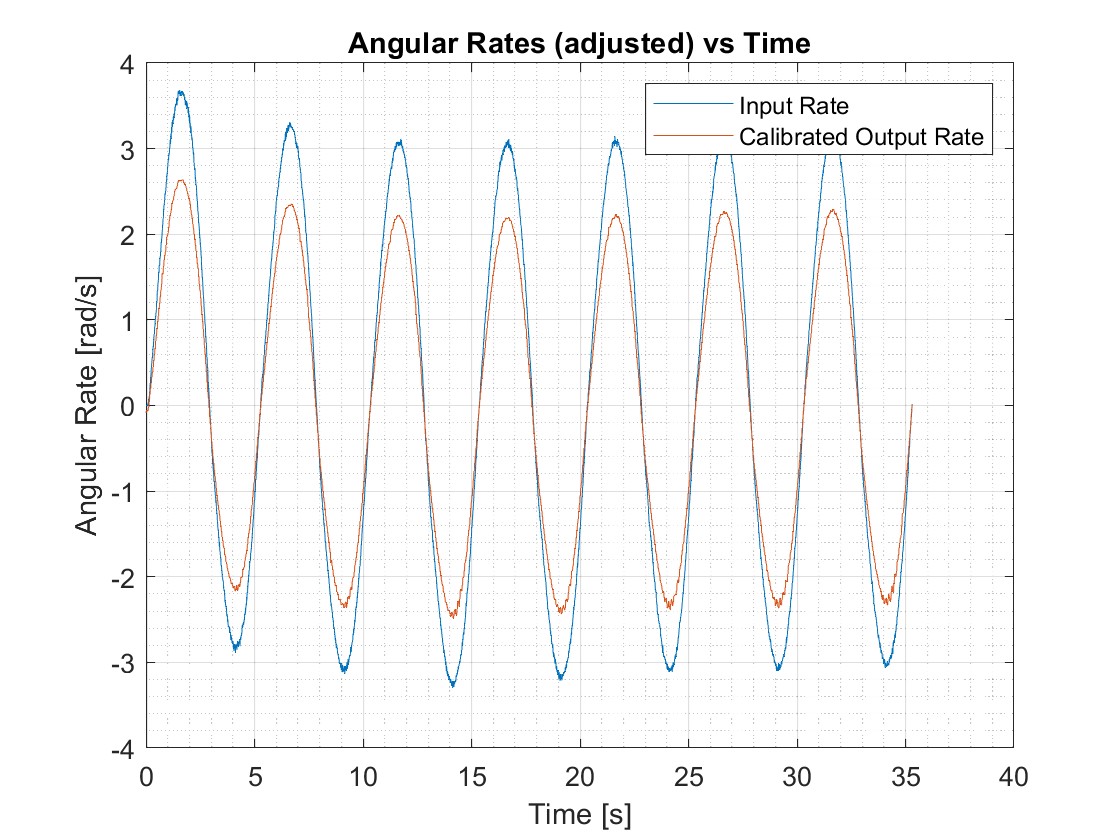 Angular Rates (adjusted) vs Time
Input Rate
Calibrated Output Rate
4
3
2
1
0
-1
-2
-3
-4
Angular Rate [rad/s]
0 5 10 15 20 25 30 35 40
Time [s]